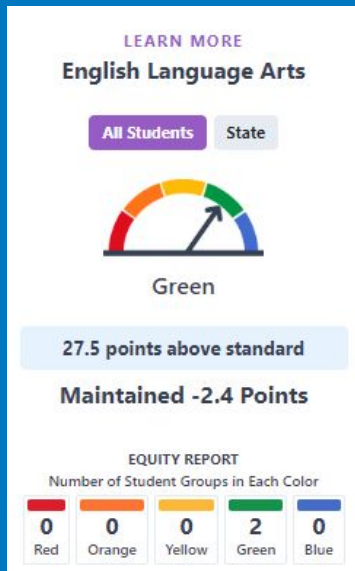 LEARN MORE
English Language Arts
All Students State
Green
27.5 points above standard
Maintained -2.4 Points
EQUITY REPORT
Number of Student Groups in Each Color
0 0 0 2 0
Red Orange Yellow Green Blue